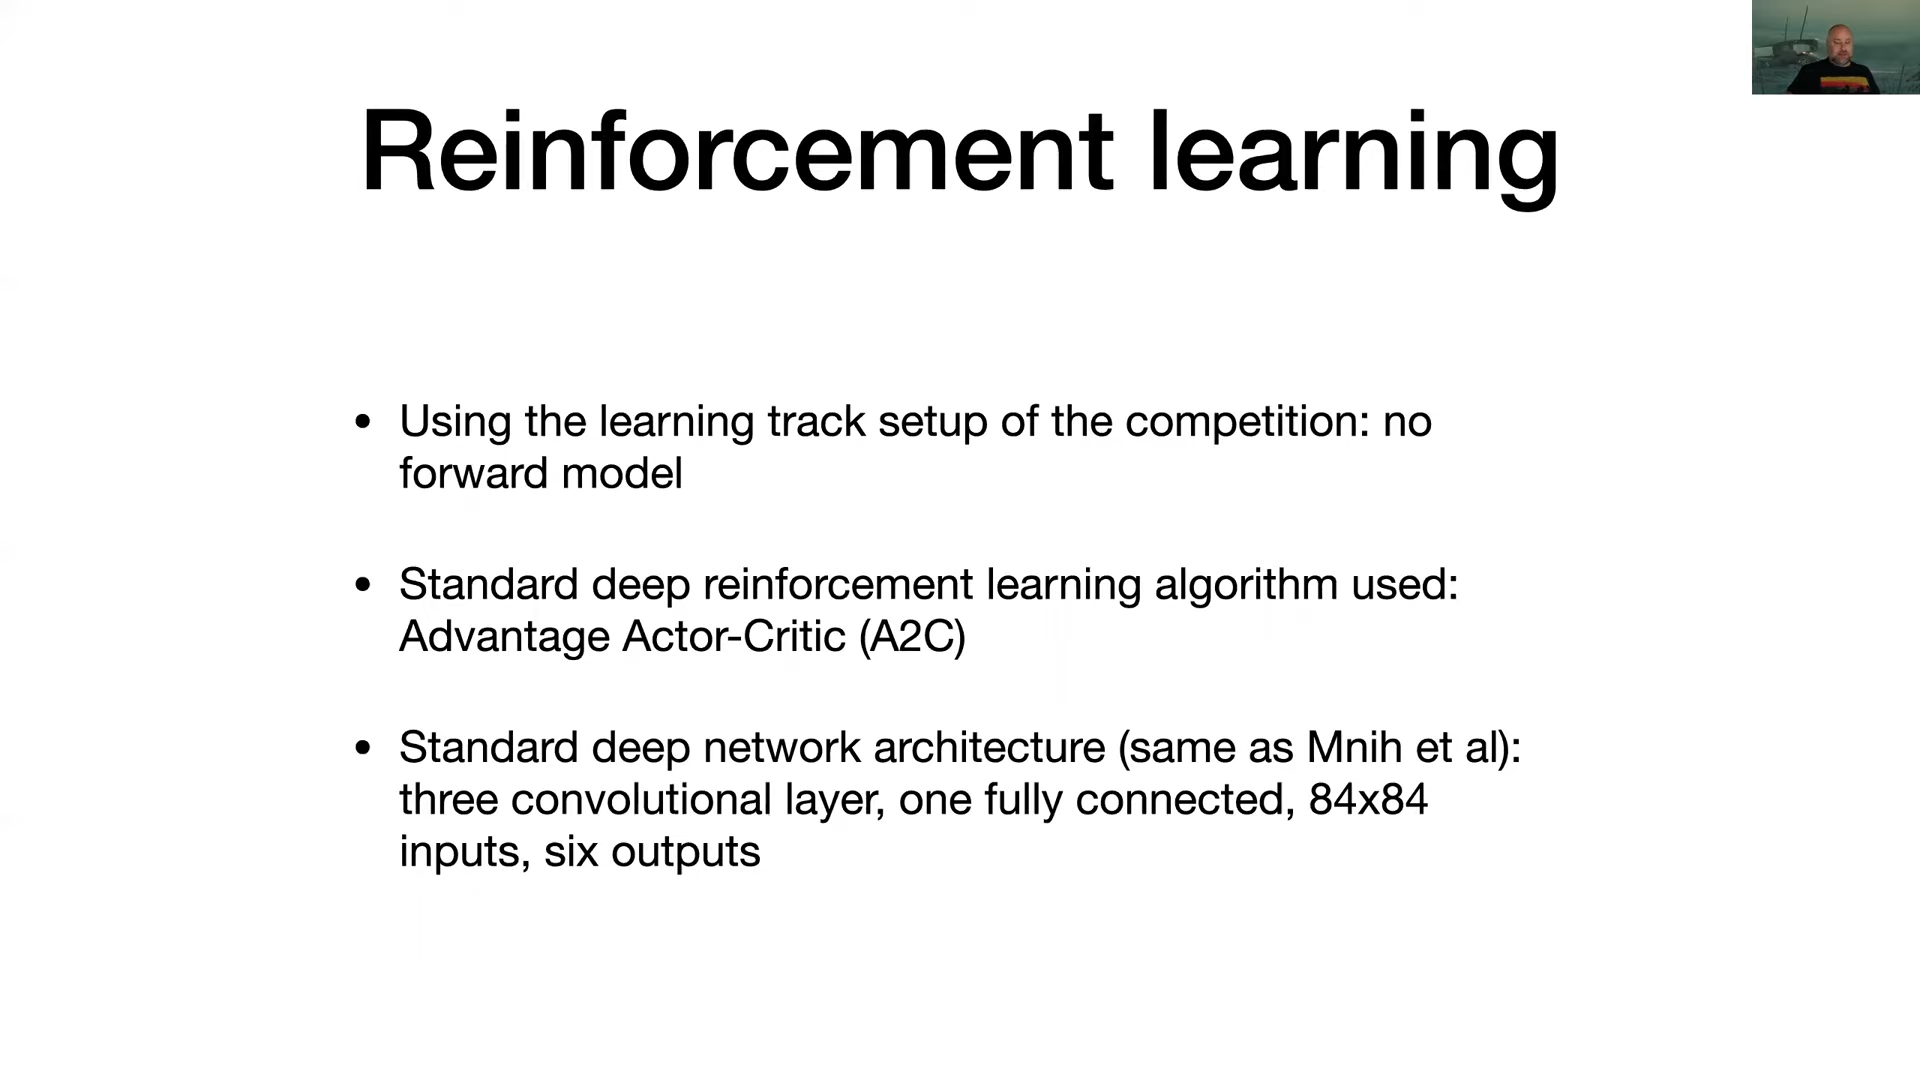 Reinforcement learning
• Using the learning track setup of the competition: no
forward model
• Standard deep reinforcement learning algorithm used:
Advantage Actor-Critic (A2C)
• Standard deep network architecture (same as Mnih et al):
three convolutional layer, one fully connected, 84x84
inputs, six outputs